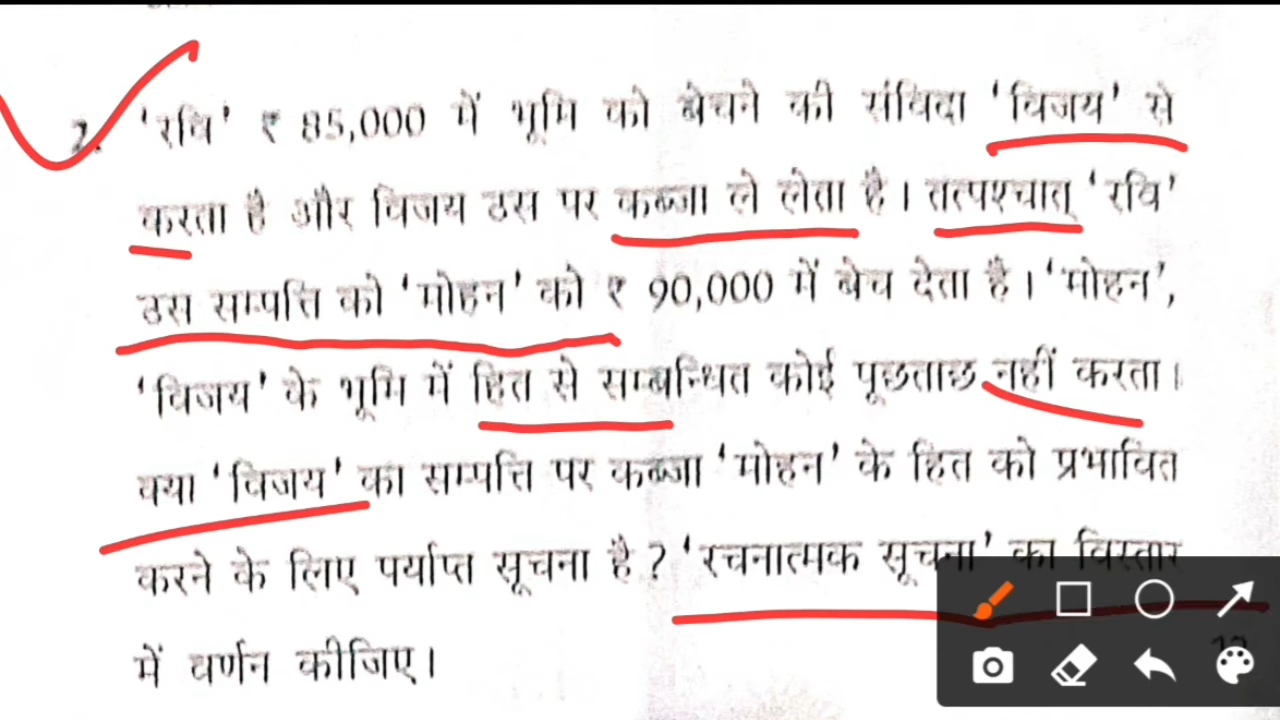 2. 'रवि' ₹ 85,000 में भूमि को बेचने की संविदा 'विजय' से
करता है और विजय उस पर कब्जा ले लेता है। तत्पश्चात् 'रवि'
उस सम्पत्ति को 'मोहन' को ₹ 90,000 में बेच देता है। 'मोहन',
'विजय' के भूमि में हित से सम्बन्धित कोई पूछताछ नहीं करता।
क्या 'विजय' का सम्पत्ति पर कब्जा 'मोहन' के हित को प्रभावित
करने के लिए पर्याप्त सूचना है? 'रचनात्मक सूचना' का विस्तार
में वर्णन कीजिए।